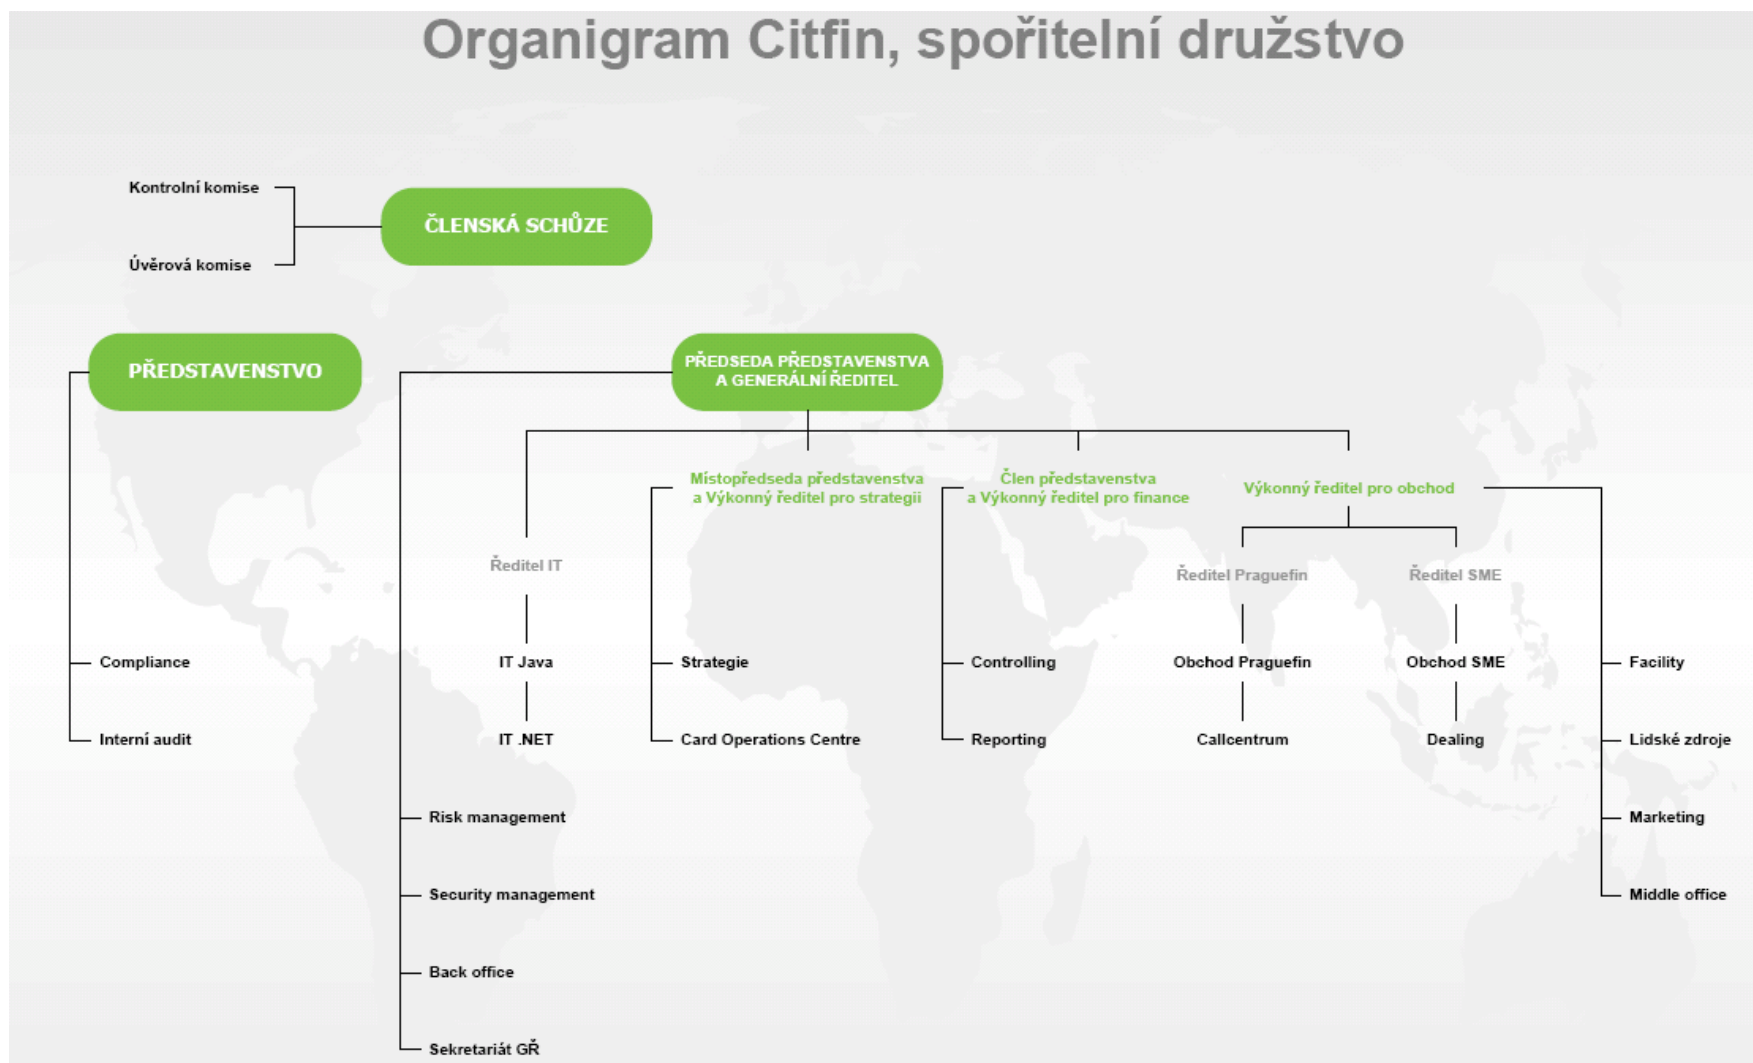 Organigram Citfin, spořitelní družstvo
Kontrolní komise
ČLENSKÁ SCHŮZE
Úvěrová komise
PŘEDSTAVENSTVO
PŘEDSEDA PŘEDSTAVENSTVA
A GENERÁLNÍ ŘEDITEL
Místopředseda představenstva
a Výkonný ředitel pro strategii
Člen představenstva
a Výkonný ředitel pro finance
Výkonný ředitel pro obchod
Ředitel IT
Ředitel Praguefin
Ředitel SME
Compliance
IT Java
Strategie
Controlling
Obchod Praguefin
Obchod SME
Facility
Interní audit
IT .NET
Card Operations Centre
Reporting
Callcentrum
Dealing
Lidské zdroje
Risk management
Marketing
Security management
Middle office
Back office
Sekretariát GŘ